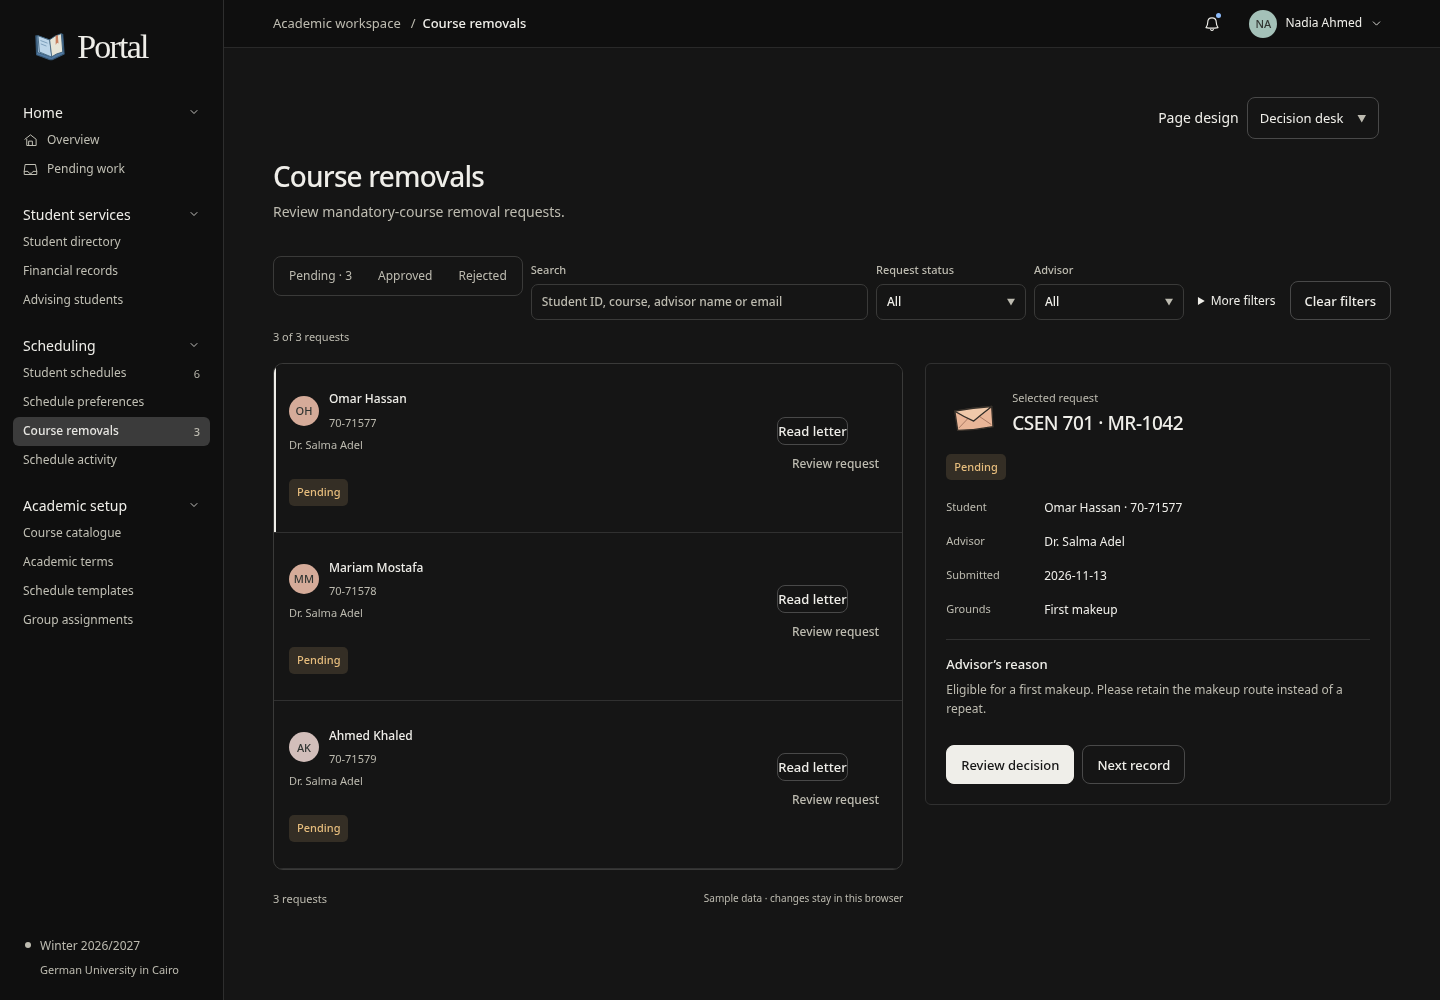 Portal
Home
Overview
Pending work
Student services
Student directory
Financial records
Advising students
Scheduling
Student schedules 6
Schedule preferences
Course removals 3
Schedule activity
Academic setup
Course catalogue
Academic terms
Schedule templates
Group assignments
Winter 2026/2027
German University in Cairo
Academic workspace / Course removals
NA Nadia Ahmed
Page design Decision desk
Course removals
Review mandatory-course removal requests.
Pending · 3 Approved Rejected
Search
Student ID, course, advisor name or email
Request status
All
Advisor
All
More filters
Clear filters
3 of 3 requests
OH
Omar Hassan
70-71577
Dr. Salma Adel
Pending
Read letter
Review request
MM
Mariam Mostafa
70-71578
Dr. Salma Adel
Pending
Read letter
Review request
AK
Ahmed Khaled
70-71579
Dr. Salma Adel
Pending
Read letter
Review request
3 requests
Sample data · changes stay in this browser
Selected request
CSEN 701 · MR-1042
Pending
Student Omar Hassan · 70-71577
Advisor Dr. Salma Adel
Submitted 2026-11-13
Grounds First makeup
Advisor’s reason
Eligible for a first makeup. Please retain the makeup route instead of a
repeat.
Review decision Next record